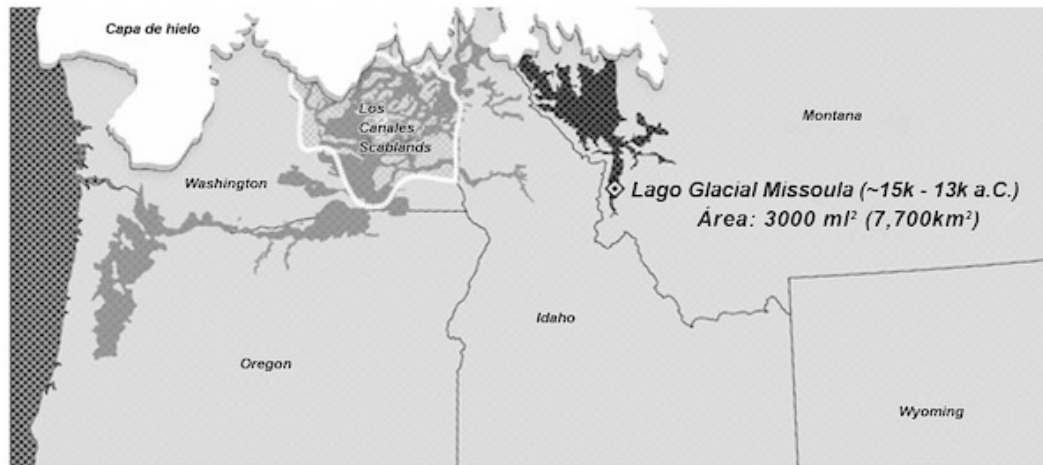 Capa de hielo
Los
Canales
Scablands
Montana
Washington
Lago Glacial Missoula (~15k - 13k a.C.)
Área: 3000 ml² (7,700km²)
Idaho
Oregon
Wyoming